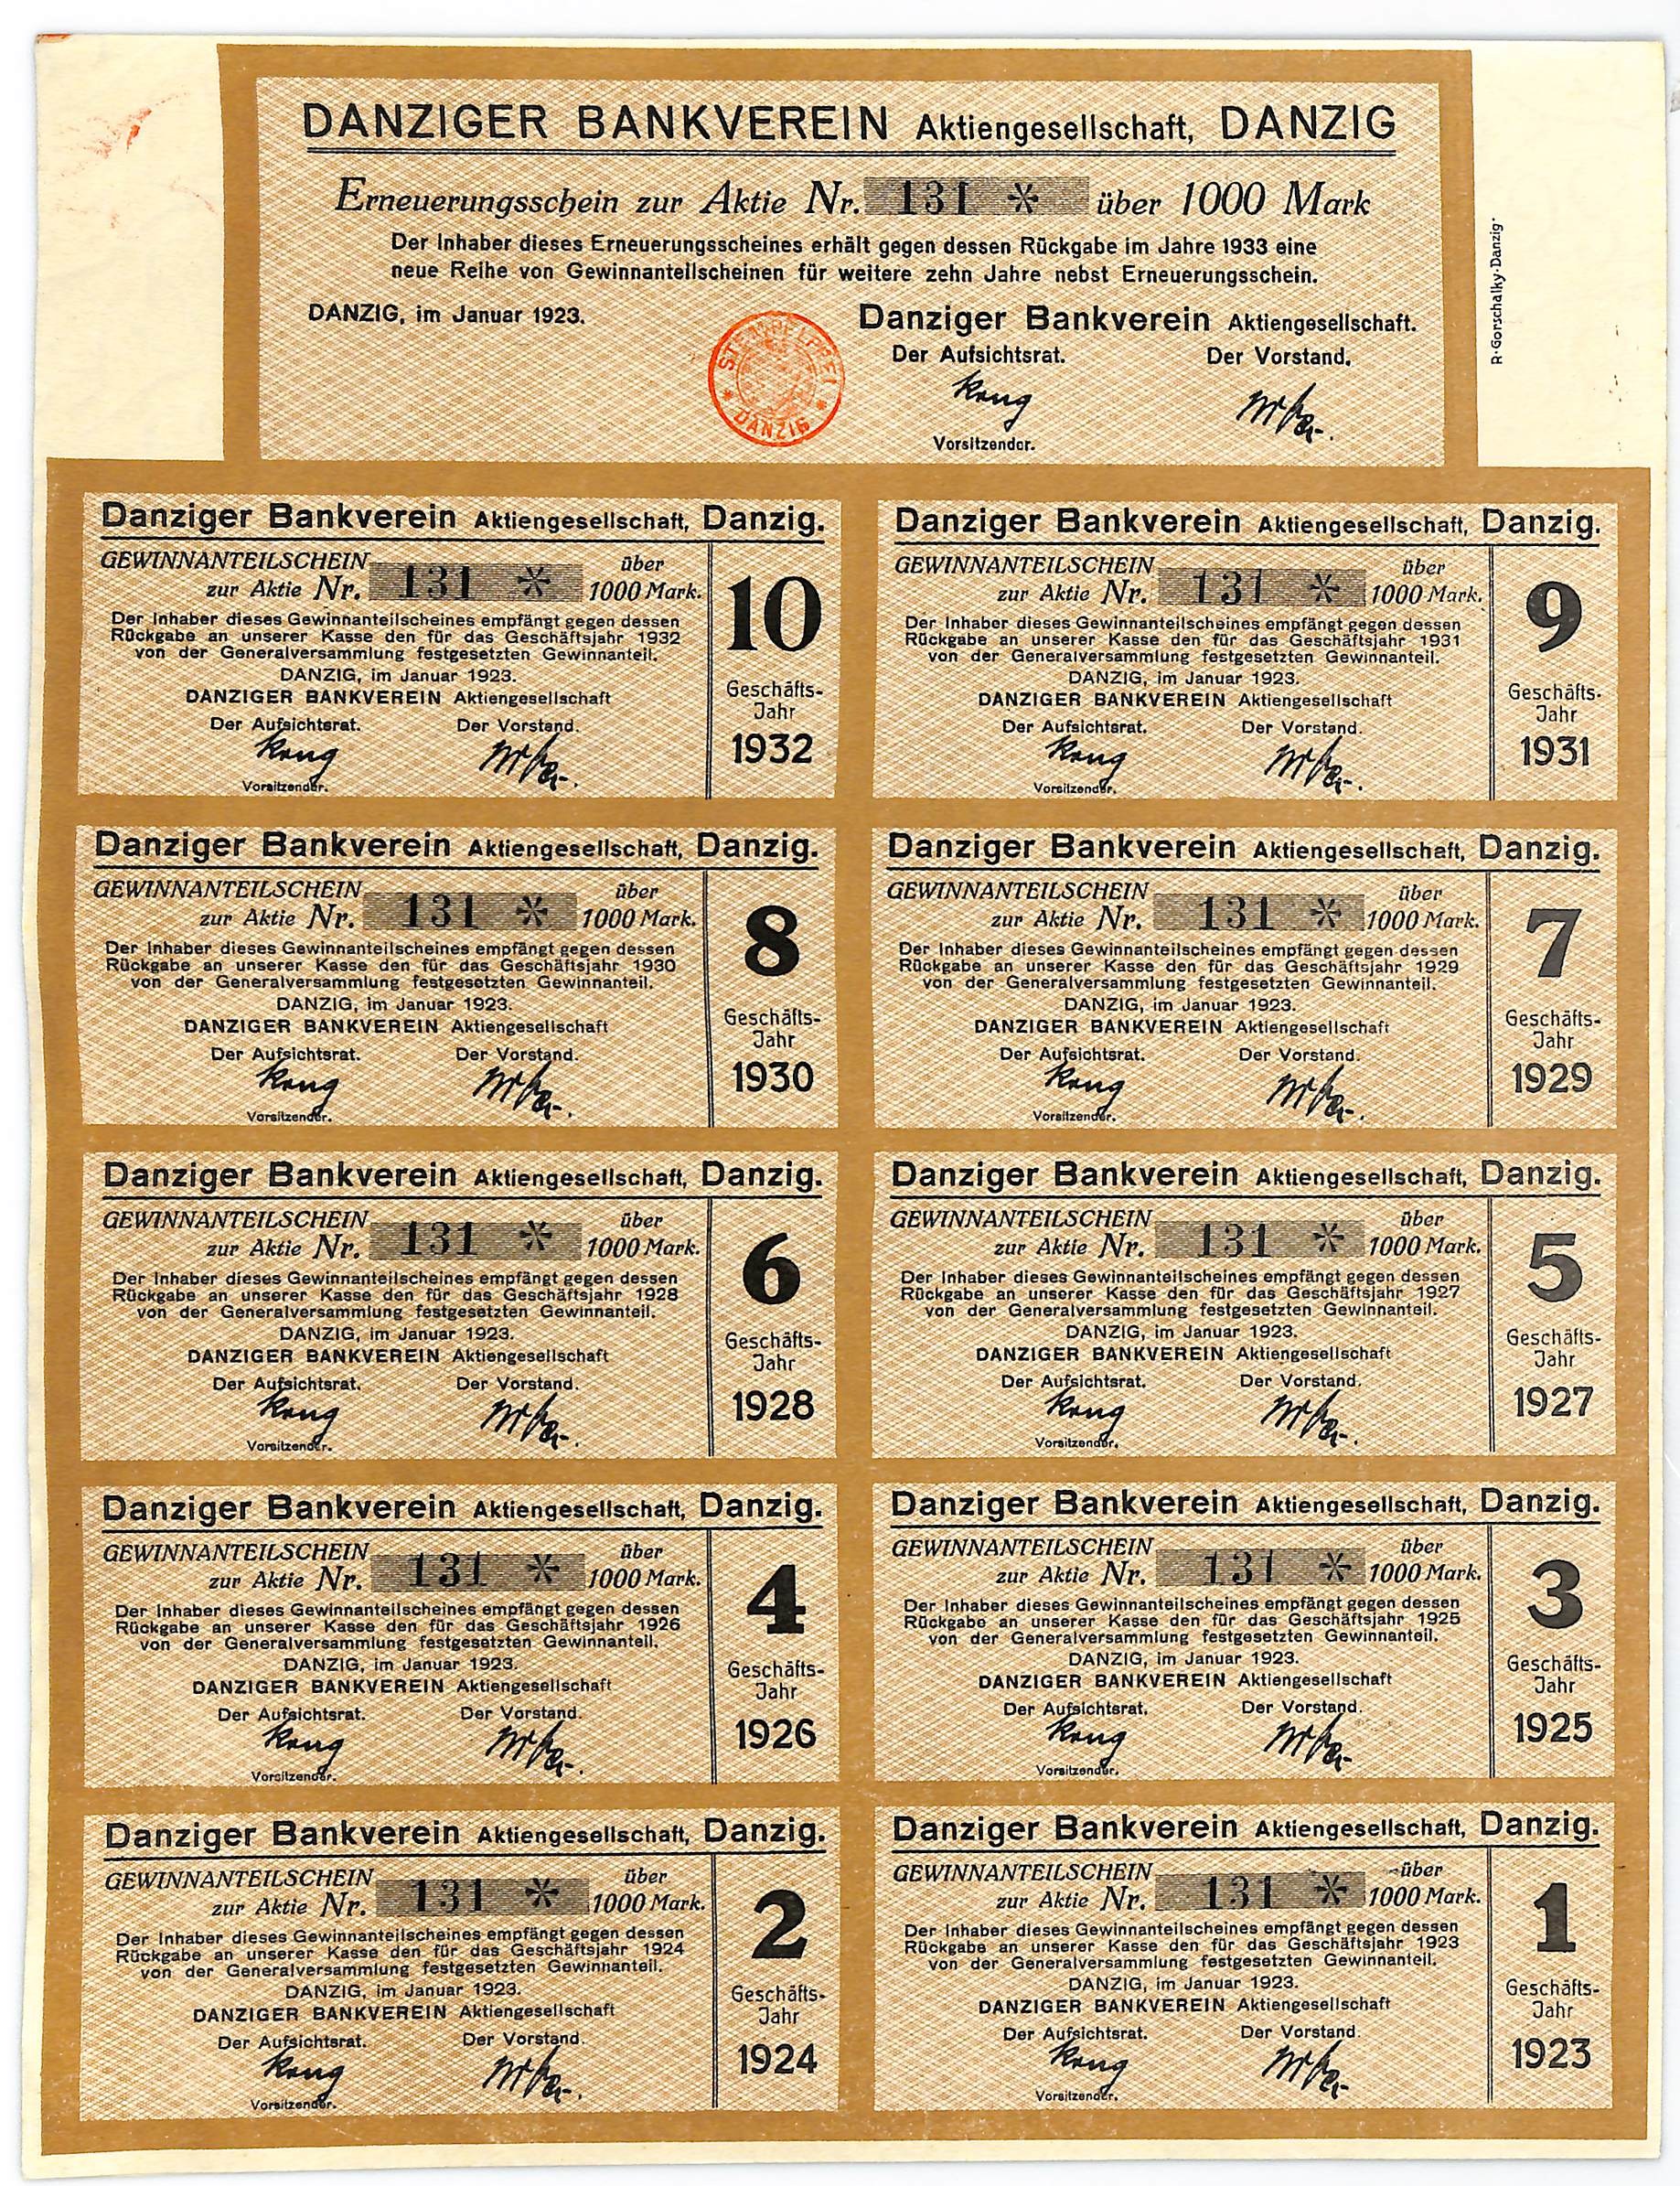 DANZIGER BANKVEREIN Aktiengesellschaft, DANZIG
Erneuerungsschein zur Aktie Nr. 131 * über 1000 Mark
Der Inhaber dieses Erneuerungsscheines erhält gegen dessen Rückgabe im Jahre 1933 eine
neue Reihe von Gewinnanteilscheinen für weitere zehn Jahre nebst Erneuerungsschein.
DANZIG, im Januar 1923.
Danziger Bankverein Aktiengesellschaft.
Der Aufsichtsrat. Der Vorstand.
Vorsitzender.
STEMPELREI
* DANZIG *
R·Gorschalky·Danzig·
Danziger Bankverein Aktiengesellschaft, Danzig.
GEWINNANTEILSCHEIN über
zur Aktie Nr. 131 * 1000 Mark.
Der Inhaber dieses Gewinnanteilscheines empfängt gegen dessen
Rückgabe an unserer Kasse den für das Geschäftsjahr 1932
von der Generalversammlung festgesetzten Gewinnanteil.
DANZIG, im Januar 1923.
DANZIGER BANKVEREIN Aktiengesellschaft
Der Aufsichtsrat. Der Vorstand.
Vorsitzender.
10
Geschäfts-
Jahr
1932
Danziger Bankverein Aktiengesellschaft, Danzig.
GEWINNANTEILSCHEIN über
zur Aktie Nr. 131 * 1000 Mark.
Der Inhaber dieses Gewinnanteilscheines empfängt gegen dessen
Rückgabe an unserer Kasse den für das Geschäftsjahr 1931
von der Generalversammlung festgesetzten Gewinnanteil.
DANZIG, im Januar 1923.
DANZIGER BANKVEREIN Aktiengesellschaft
Der Aufsichtsrat. Der Vorstand.
Vorsitzender.
9
Geschäfts-
Jahr
1931
Danziger Bankverein Aktiengesellschaft, Danzig.
GEWINNANTEILSCHEIN über
zur Aktie Nr. 131 * 1000 Mark.
Der Inhaber dieses Gewinnanteilscheines empfängt gegen dessen
Rückgabe an unserer Kasse den für das Geschäftsjahr 1930
von der Generalversammlung festgesetzten Gewinnanteil.
DANZIG, im Januar 1923.
DANZIGER BANKVEREIN Aktiengesellschaft
Der Aufsichtsrat. Der Vorstand.
Vorsitzender.
8
Geschäfts-
Jahr
1930
Danziger Bankverein Aktiengesellschaft, Danzig.
GEWINNANTEILSCHEIN über
zur Aktie Nr. 131 * 1000 Mark.
Der Inhaber dieses Gewinnanteilscheines empfängt gegen dessen
Rückgabe an unserer Kasse den für das Geschäftsjahr 1929
von der Generalversammlung festgesetzten Gewinnanteil.
DANZIG, im Januar 1923.
DANZIGER BANKVEREIN Aktiengesellschaft
Der Aufsichtsrat. Der Vorstand.
Vorsitzender.
7
Geschäfts-
Jahr
1929
Danziger Bankverein Aktiengesellschaft, Danzig.
GEWINNANTEILSCHEIN über
zur Aktie Nr. 131 * 1000 Mark.
Der Inhaber dieses Gewinnanteilscheines empfängt gegen dessen
Rückgabe an unserer Kasse den für das Geschäftsjahr 1928
von der Generalversammlung festgesetzten Gewinnanteil.
DANZIG, im Januar 1923.
DANZIGER BANKVEREIN Aktiengesellschaft
Der Aufsichtsrat. Der Vorstand.
Vorsitzender.
6
Geschäfts-
Jahr
1928
Danziger Bankverein Aktiengesellschaft, Danzig.
GEWINNANTEILSCHEIN über
zur Aktie Nr. 131 * 1000 Mark.
Der Inhaber dieses Gewinnanteilscheines empfängt gegen dessen
Rückgabe an unserer Kasse den für das Geschäftsjahr 1927
von der Generalversammlung festgesetzten Gewinnanteil.
DANZIG, im Januar 1923.
DANZIGER BANKVEREIN Aktiengesellschaft
Der Aufsichtsrat. Der Vorstand.
Vorsitzender.
5
Geschäfts-
Jahr
1927
Danziger Bankverein Aktiengesellschaft, Danzig.
GEWINNANTEILSCHEIN über
zur Aktie Nr. 131 * 1000 Mark.
Der Inhaber dieses Gewinnanteilscheines empfängt gegen dessen
Rückgabe an unserer Kasse den für das Geschäftsjahr 1926
von der Generalversammlung festgesetzten Gewinnanteil.
DANZIG, im Januar 1923.
DANZIGER BANKVEREIN Aktiengesellschaft
Der Aufsichtsrat. Der Vorstand.
Vorsitzender.
4
Geschäfts-
Jahr
1926
Danziger Bankverein Aktiengesellschaft, Danzig.
GEWINNANTEILSCHEIN über
zur Aktie Nr. 131 * 1000 Mark.
Der Inhaber dieses Gewinnanteilscheines empfängt gegen dessen
Rückgabe an unserer Kasse den für das Geschäftsjahr 1925
von der Generalversammlung festgesetzten Gewinnanteil.
DANZIG, im Januar 1923.
DANZIGER BANKVEREIN Aktiengesellschaft
Der Aufsichtsrat. Der Vorstand.
Vorsitzender.
3
Geschäfts-
Jahr
1925
Danziger Bankverein Aktiengesellschaft, Danzig.
GEWINNANTEILSCHEIN über
zur Aktie Nr. 131 * 1000 Mark.
Der Inhaber dieses Gewinnanteilscheines empfängt gegen dessen
Rückgabe an unserer Kasse den für das Geschäftsjahr 1924
von der Generalversammlung festgesetzten Gewinnanteil.
DANZIG, im Januar 1923.
DANZIGER BANKVEREIN Aktiengesellschaft
Der Aufsichtsrat. Der Vorstand.
Vorsitzender.
2
Geschäfts-
Jahr
1924
Danziger Bankverein Aktiengesellschaft, Danzig.
GEWINNANTEILSCHEIN über
zur Aktie Nr. 131 * 1000 Mark.
Der Inhaber dieses Gewinnanteilscheines empfängt gegen dessen
Rückgabe an unserer Kasse den für das Geschäftsjahr 1923
von der Generalversammlung festgesetzten Gewinnanteil.
DANZIG, im Januar 1923.
DANZIGER BANKVEREIN Aktiengesellschaft
Der Aufsichtsrat. Der Vorstand.
Vorsitzender.
1
Geschäfts-
Jahr
1923